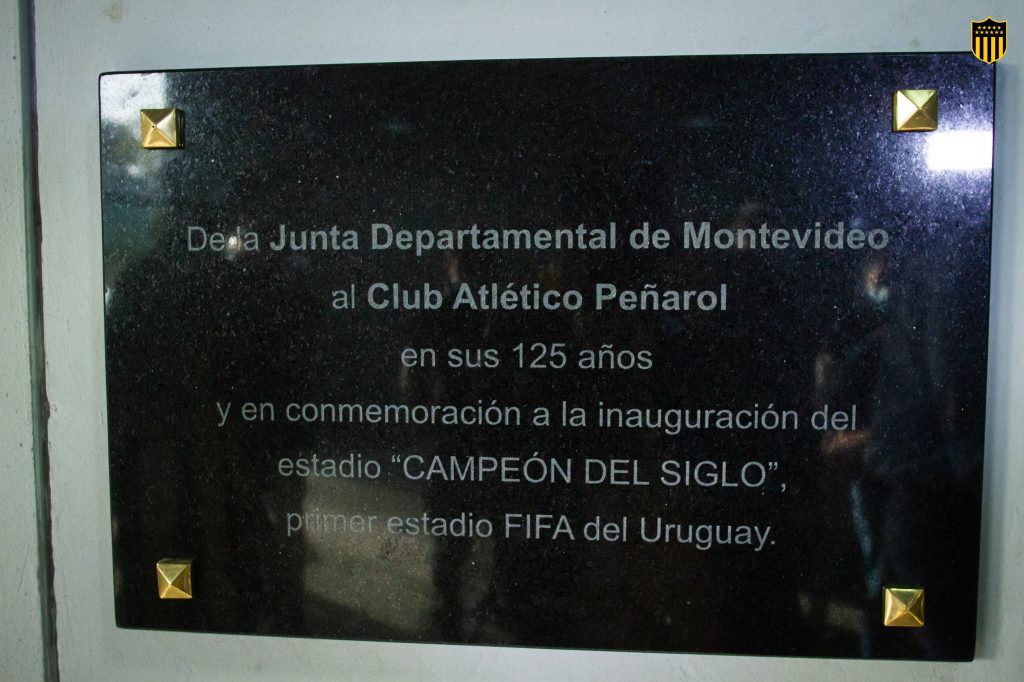 De la Junta Departamental de Montevideo
al Club Atlético Peñarol
en sus 125 años
y en conmemoración a la inauguración del
estadio “CAMPEÓN DEL SIGLO”,
primer estadio FIFA del Uruguay.